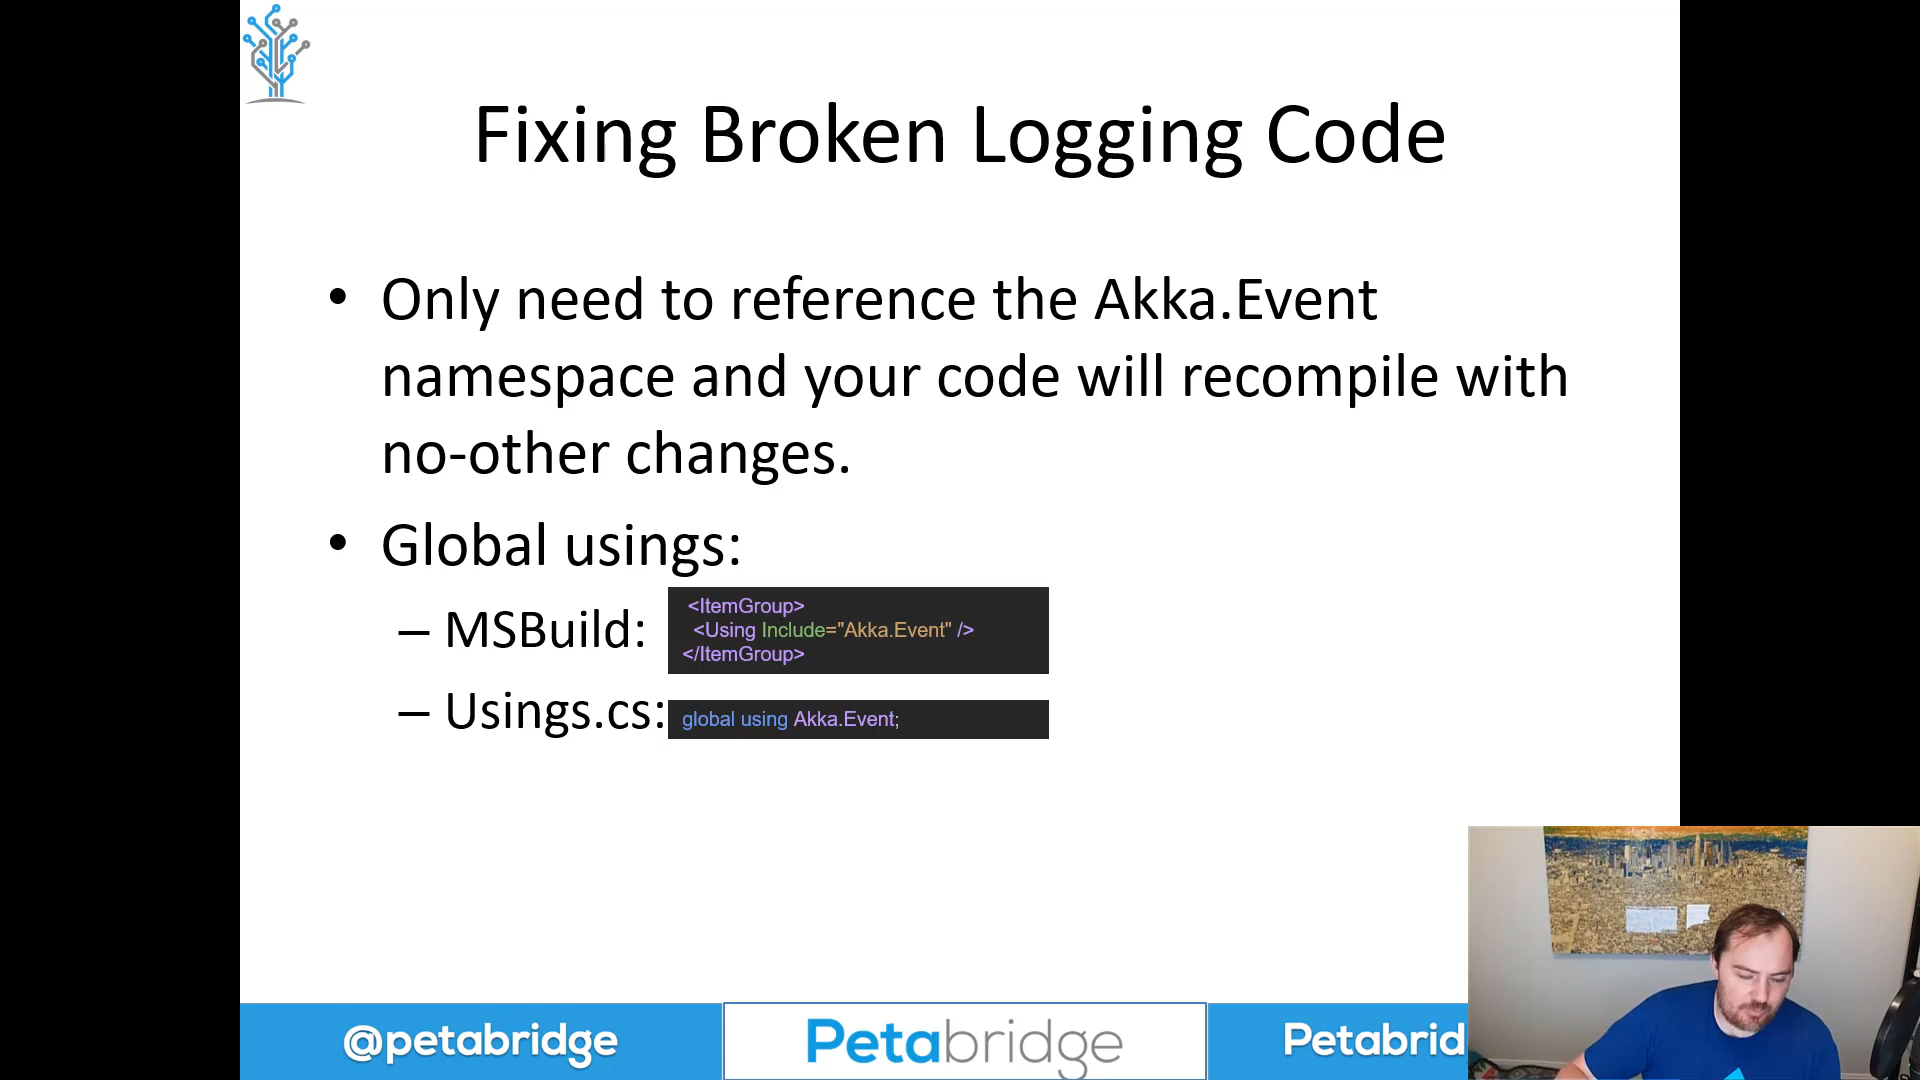 Fixing Broken Logging Code
• Only need to reference the Akka.Event
namespace and your code will recompile with
no-other changes.
• Global usings:
– MSBuild:
<ItemGroup>
<Using Include="Akka.Event" />
</ItemGroup>
– Usings.cs:
global using Akka.Event;
@petabridge
Petabridge
Petabrid